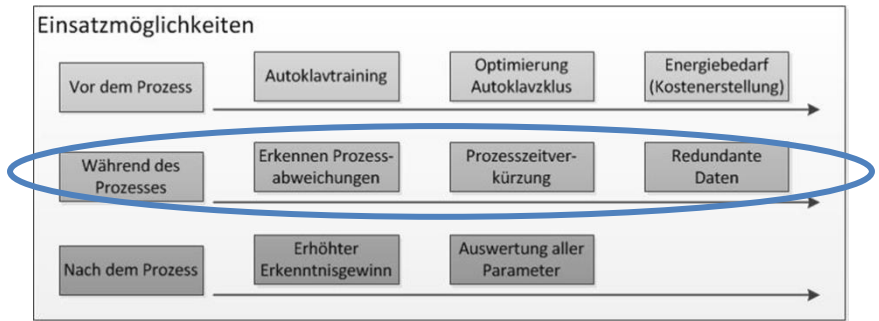 Einsatzmöglichkeiten
Vor dem Prozess
Autoklavtraining
Optimierung
Autoklavzklus
Energiebedarf
(Kostenerstellung)
Während des
Prozesses
Erkennen Prozess-
abweichungen
Prozesszeitver-
kürzung
Redundante
Daten
Nach dem Prozess
Erhöhter
Erkenntnisgewinn
Auswertung aller
Parameter